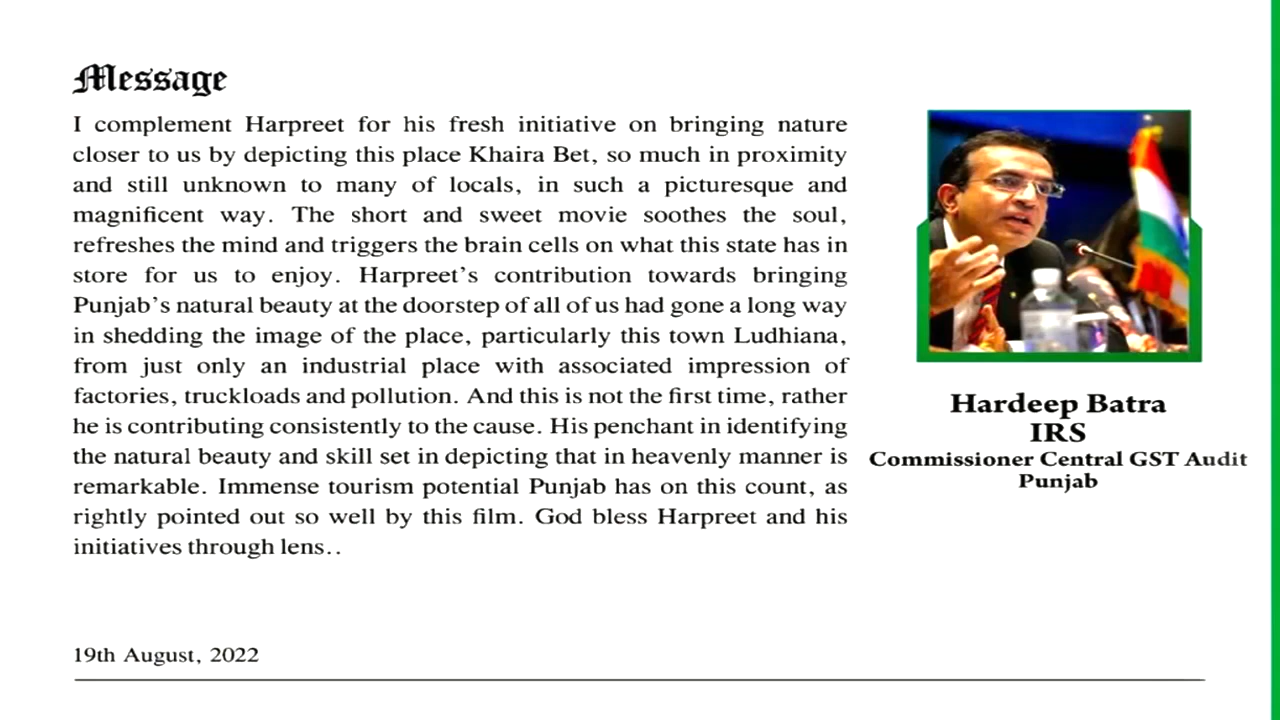 Message
I complement Harpreet for his fresh initiative on bringing nature
closer to us by depicting this place Khaira Bet, so much in proximity
and still unknown to many of locals, in such a picturesque and
magnificent way. The short and sweet movie soothes the soul,
refreshes the mind and triggers the brain cells on what this state has in
store for us to enjoy. Harpreet's contribution towards bringing
Punjab's natural beauty at the doorstep of all of us had gone a long way
in shedding the image of the place, particularly this town Ludhiana,
from just only an industrial place with associated impression of
factories, truckloads and pollution. And this is not the first time, rather
he is contributing consistently to the cause. His penchant in identifying
the natural beauty and skill set in depicting that in heavenly manner is
remarkable. Immense tourism potential Punjab has on this count, as
rightly pointed out so well by this film. God bless Harpreet and his
initiatives through lens..
19th August, 2022
Hardeep Batra
IRS
Commissioner Central GST Audit
Punjab